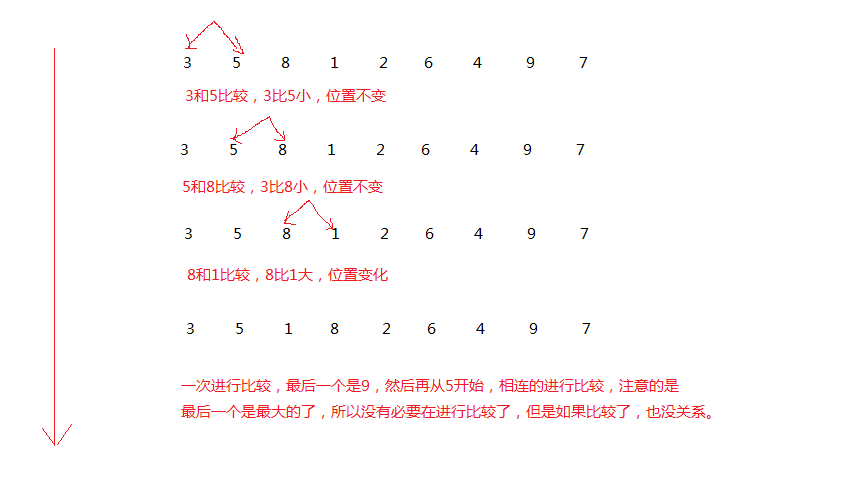 3 5 8 1 2 6 4 9 7
3和5比较，3比5小，位置不变
3 5 8 1 2 6 4 9 7
5和8比较，3比8小，位置不变
3 5 8 1 2 6 4 9 7
8和1比较，8比1大，位置变化
3 5 1 8 2 6 4 9 7
一次进行比较，最后一个是9，然后再从5开始，相连的进行比较，注意的是
最后一个是最大的了，所以没有必要在进行比较了，但是如果比较了，也没关系。